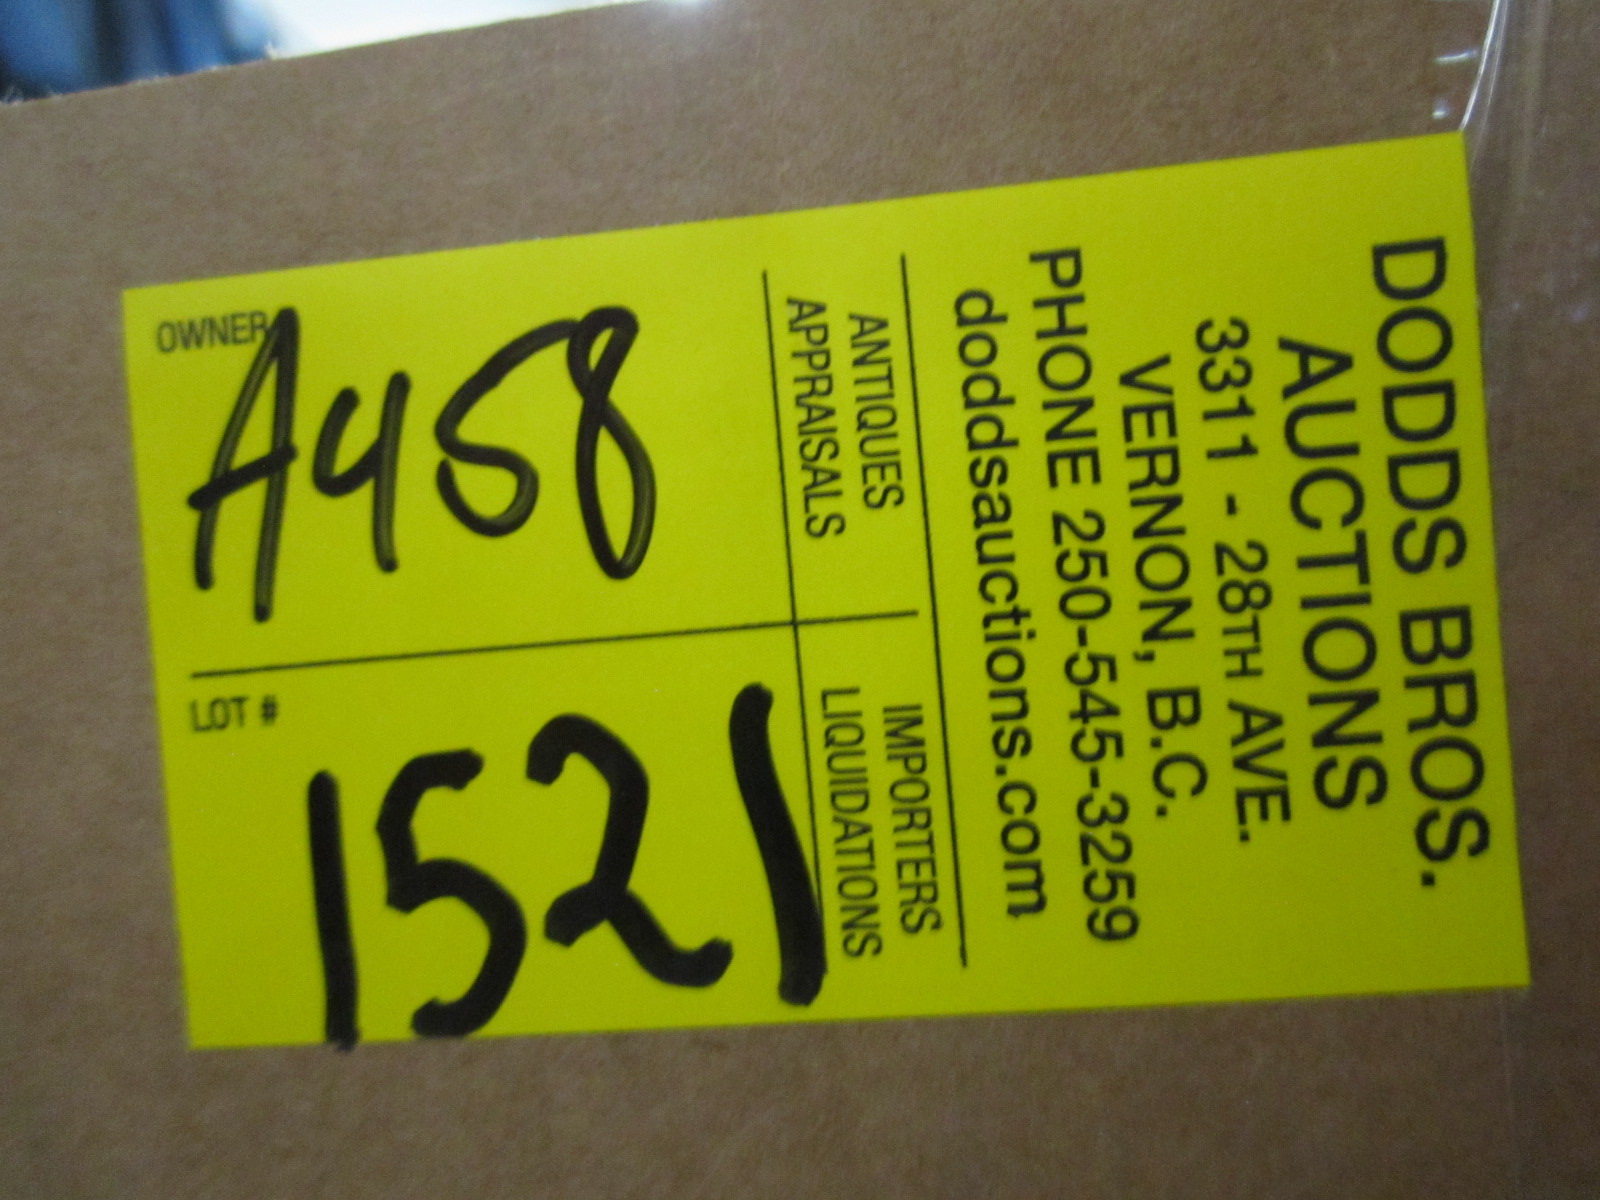 DODDS BROS.
AUCTIONS
3311 - 28TH AVE.
VERNON, B.C.
PHONE 250-545-3259
doddsauctions.com
ANTIQUES
APPRAISALS
IMPORTERS
LIQUIDATIONS
OWNER
A458
LOT #
1521